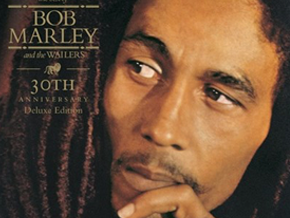 BOB
MARLEY
and the WAILERS
30TH
ANNIVERSARY
Deluxe Edition